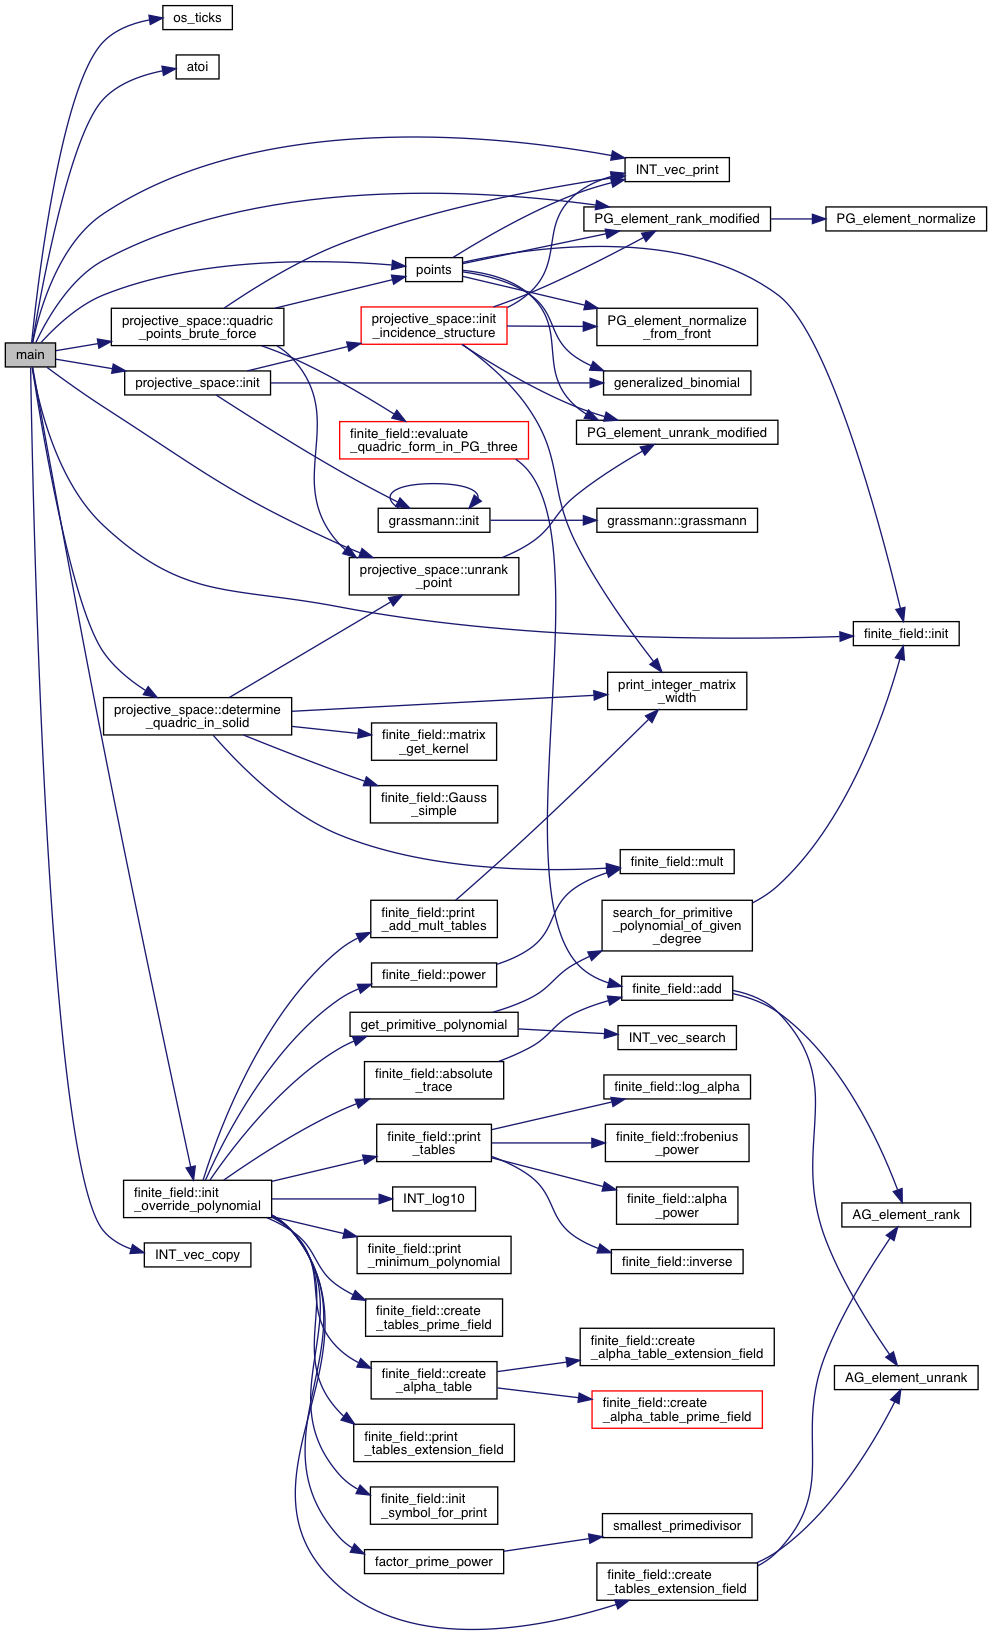 os_ticks
atoi
INT_vec_print
PG_element_rank_modified
PG_element_normalize
points
projective_space::quadric
_points_brute_force
projective_space::init
_incidence_structure
PG_element_normalize
_from_front
main
projective_space::init
generalized_binomial
finite_field::evaluate
_quadric_form_in_PG_three
PG_element_unrank_modified
grassmann::init
grassmann::grassmann
projective_space::unrank
_point
finite_field::init
print_integer_matrix
_width
projective_space::determine
_quadric_in_solid
finite_field::matrix
_get_kernel
finite_field::Gauss
_simple
finite_field::mult
finite_field::print
_add_mult_tables
search_for_primitive
_polynomial_of_given
_degree
finite_field::power
finite_field::add
get_primitive_polynomial
INT_vec_search
finite_field::absolute
_trace
finite_field::log_alpha
finite_field::print
_tables
finite_field::frobenius
_power
finite_field::init
_override_polynomial
INT_log10
finite_field::alpha
_power
AG_element_rank
INT_vec_copy
finite_field::print
_minimum_polynomial
finite_field::inverse
finite_field::create
_tables_prime_field
finite_field::create
_alpha_table_extension_field
finite_field::create
_alpha_table
AG_element_unrank
finite_field::create
_alpha_table_prime_field
finite_field::print
_tables_extension_field
finite_field::init
_symbol_for_print
smallest_primedivisor
factor_prime_power
finite_field::create
_tables_extension_field